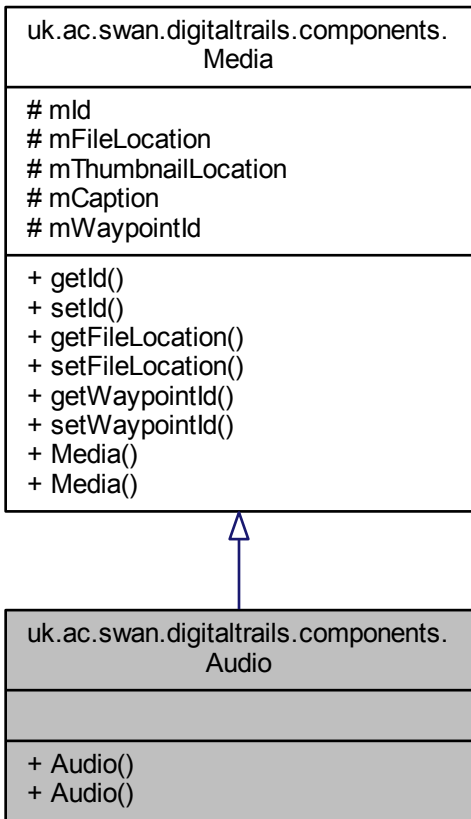 uk.ac.swan.digitaltrails.components.
Media
# mId
# mFileLocation
# mThumbnailLocation
# mCaption
# mWaypointId
+ getId()
+ setId()
+ getFileLocation()
+ setFileLocation()
+ getWaypointId()
+ setWaypointId()
+ Media()
+ Media()
uk.ac.swan.digitaltrails.components.
Audio
+ Audio()
+ Audio()